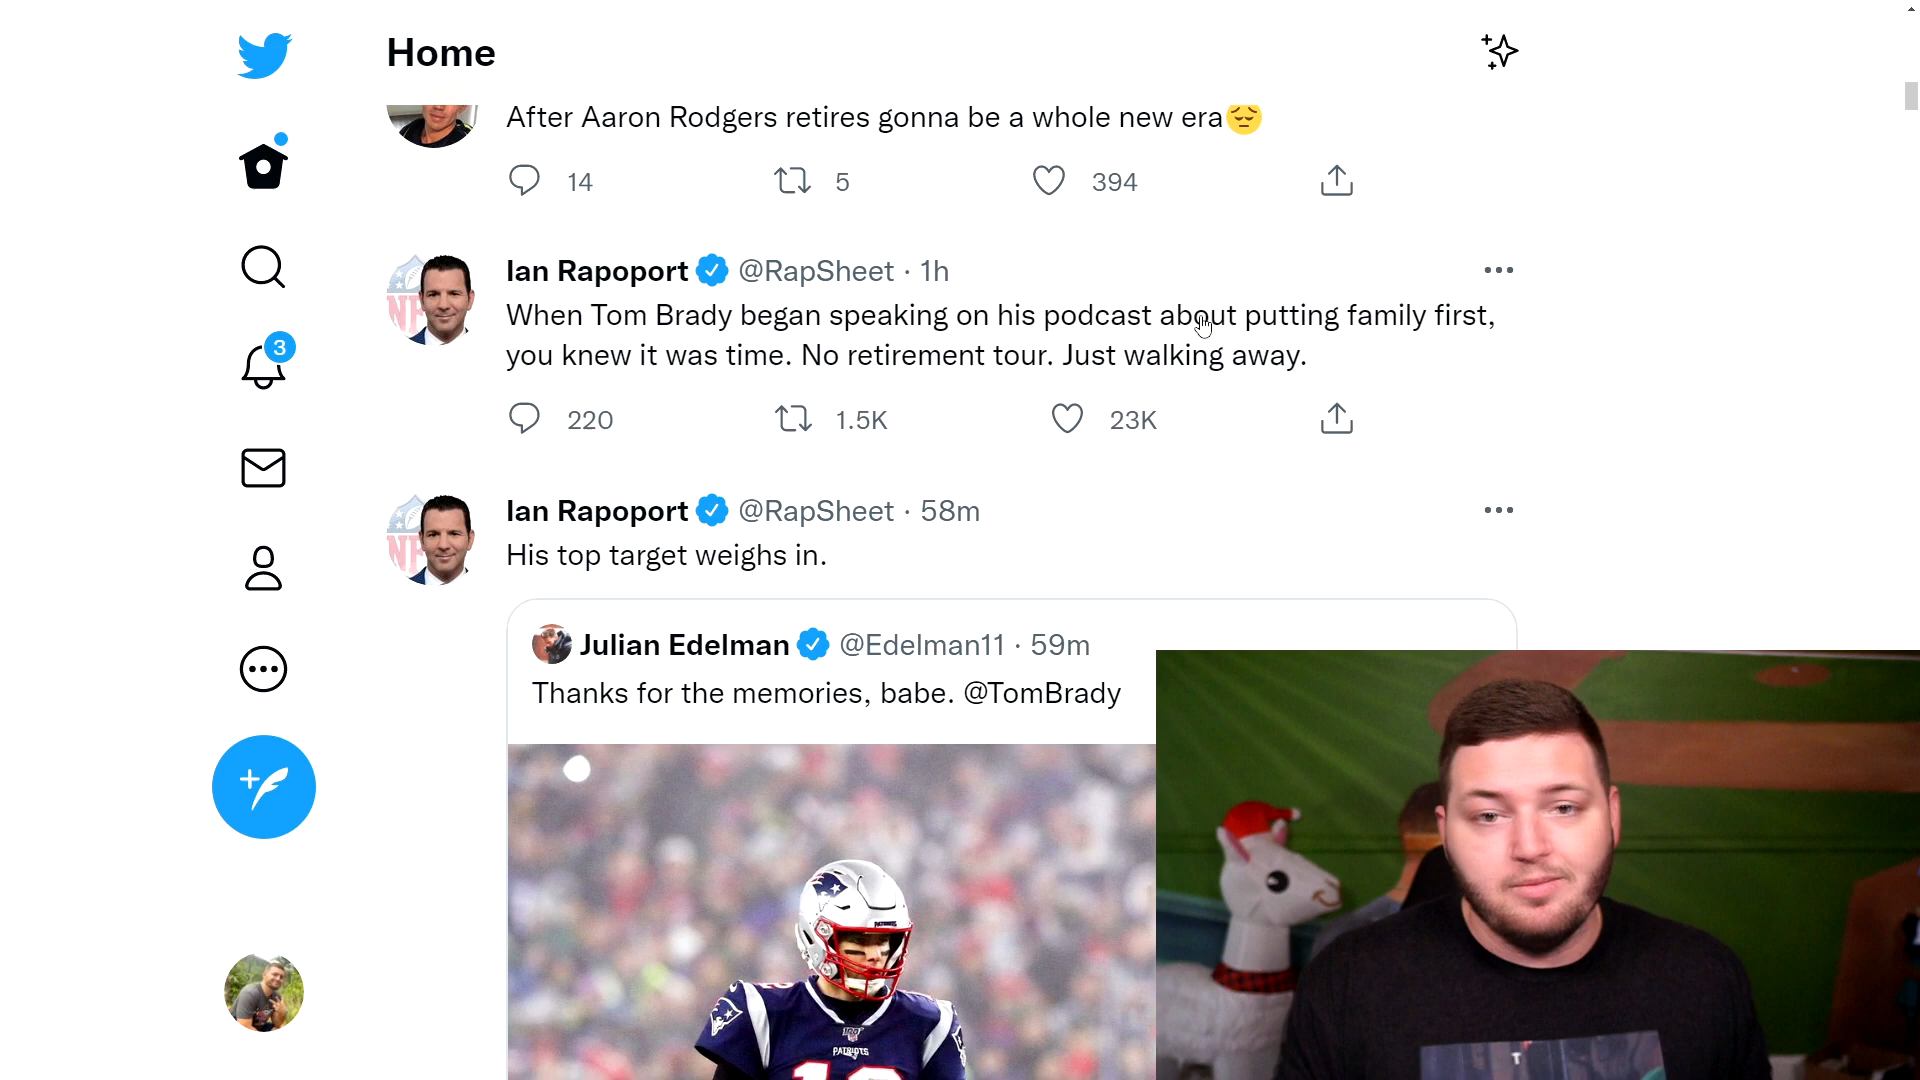 Home
After Aaron Rodgers retires gonna be a whole new era😔
14 5 394
Ian Rapoport @RapSheet · 1h
When Tom Brady began speaking on his podcast about putting family first,
you knew it was time. No retirement tour. Just walking away.
220 1.5K 23K
3
Ian Rapoport @RapSheet · 58m
His top target weighs in.
Julian Edelman @Edelman11 · 59m
Thanks for the memories, babe. @TomBrady
PATRIOTS
12